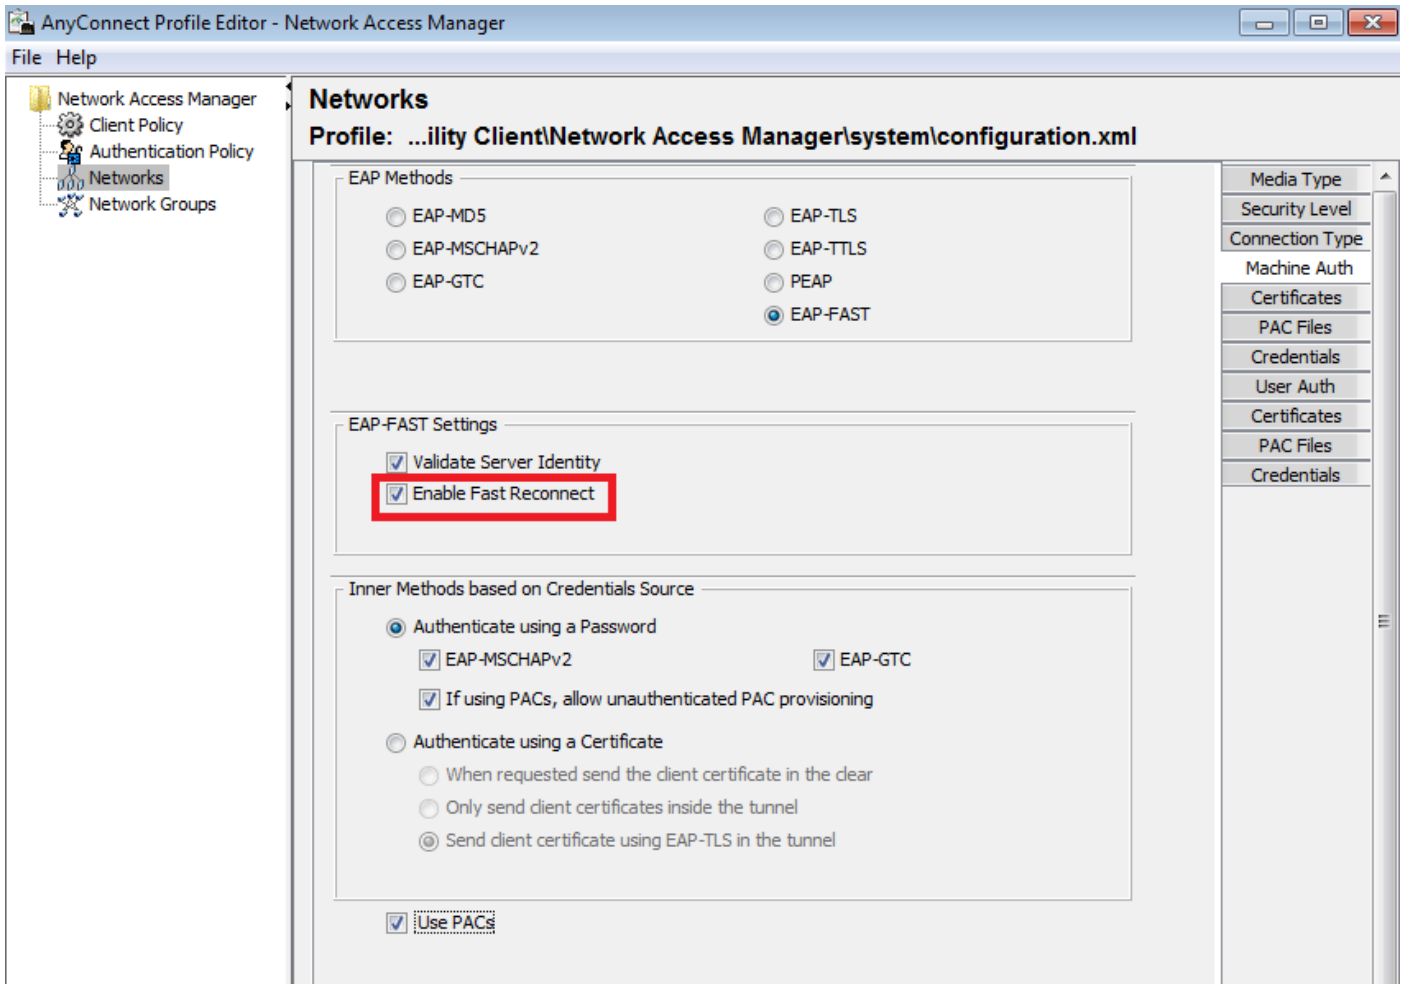 AnyConnect Profile Editor - Network Access Manager
File Help
Network Access Manager
Client Policy
Authentication Policy
Networks
Network Groups
Networks
Profile: ...ility Client\Network Access Manager\system\configuration.xml
EAP Methods
EAP-MD5 EAP-TLS
EAP-MSCHAPv2 EAP-TTLS
EAP-GTC PEAP
EAP-FAST
EAP-FAST Settings
Validate Server Identity
Enable Fast Reconnect
Inner Methods based on Credentials Source
Authenticate using a Password
EAP-MSCHAPv2 EAP-GTC
If using PACs, allow unauthenticated PAC provisioning
Authenticate using a Certificate
When requested send the client certificate in the clear
Only send client certificates inside the tunnel
Send client certificate using EAP-TLS in the tunnel
Use PACs
Media Type
Security Level
Connection Type
Machine Auth
Certificates
PAC Files
Credentials
User Auth
Certificates
PAC Files
Credentials